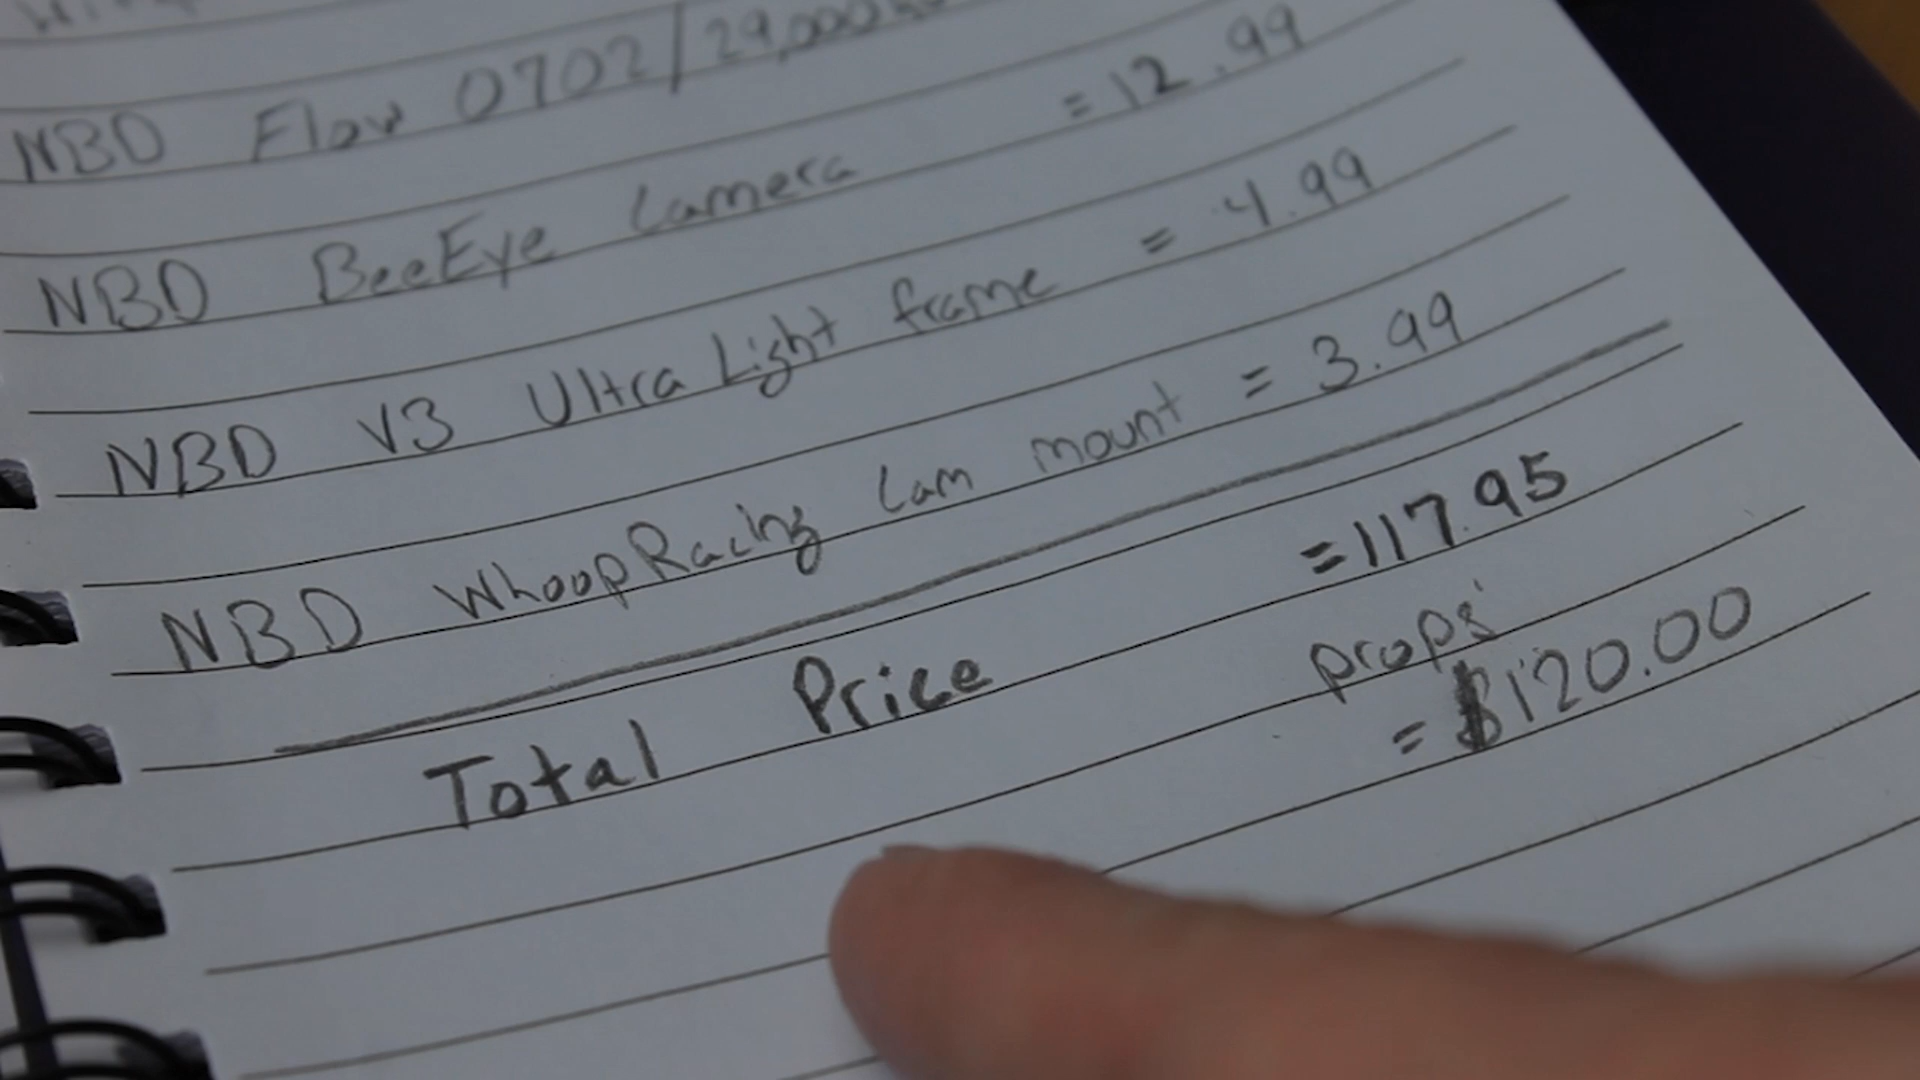 NBD Flow 0702/29,000
NBD BeeEye Camera = 12.99
NBD V3 Ultra Light frame = 4.99
NBD WhoopRacing Cam mount = 3.99
Total Price = 117.95
props
= $120.00